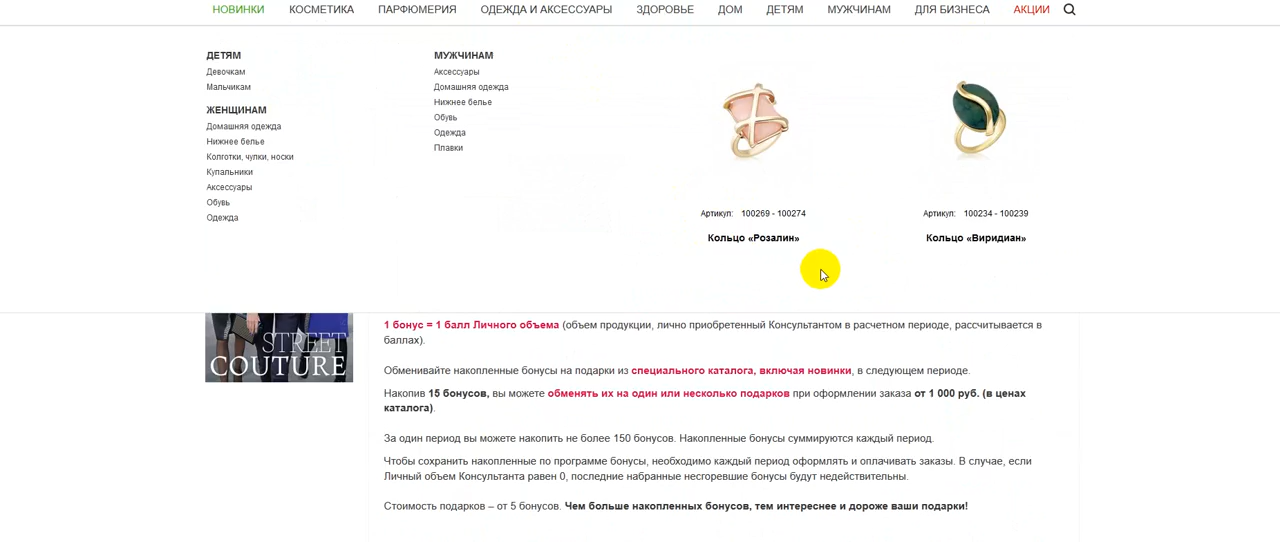 НОВИНКИ КОСМЕТИКА ПАРФЮМЕРИЯ ОДЕЖДА И АКСЕССУАРЫ ЗДОРОВЬЕ ДОМ ДЕТЯМ МУЖЧИНАМ ДЛЯ БИЗНЕСА АКЦИИ
ДЕТЯМ
Девочкам
Мальчикам
ЖЕНЩИНАМ
Домашняя одежда
Нижнее белье
Колготки, чулки, носки
Купальники
Аксессуары
Обувь
Одежда
МУЖЧИНАМ
Аксессуары
Домашняя одежда
Нижнее белье
Обувь
Одежда
Плавки
Артикул: 100269 - 100274
Кольцо «Розалин»
Артикул: 100234 - 100239
Кольцо «Виридиан»
STREET
COUTURE
1 бонус = 1 балл Личного объема (объем продукции, лично приобретенный Консультантом в расчетном периоде, рассчитывается в
баллах).
Обменивайте накопленные бонусы на подарки из специального каталога, включая новинки, в следующем периоде.
Накопив 15 бонусов, вы можете обменять их на один или несколько подарков при оформлении заказа от 1 000 руб. (в ценах
каталога).
За один период вы можете накопить не более 150 бонусов. Накопленные бонусы суммируются каждый период.
Чтобы сохранить накопленные по программе бонусы, необходимо каждый период оформлять и оплачивать заказы. В случае, если
Личный объем Консультанта равен 0, последние набранные несгоревшие бонусы будут недействительны.
Стоимость подарков – от 5 бонусов. Чем больше накопленных бонусов, тем интереснее и дороже ваши подарки!